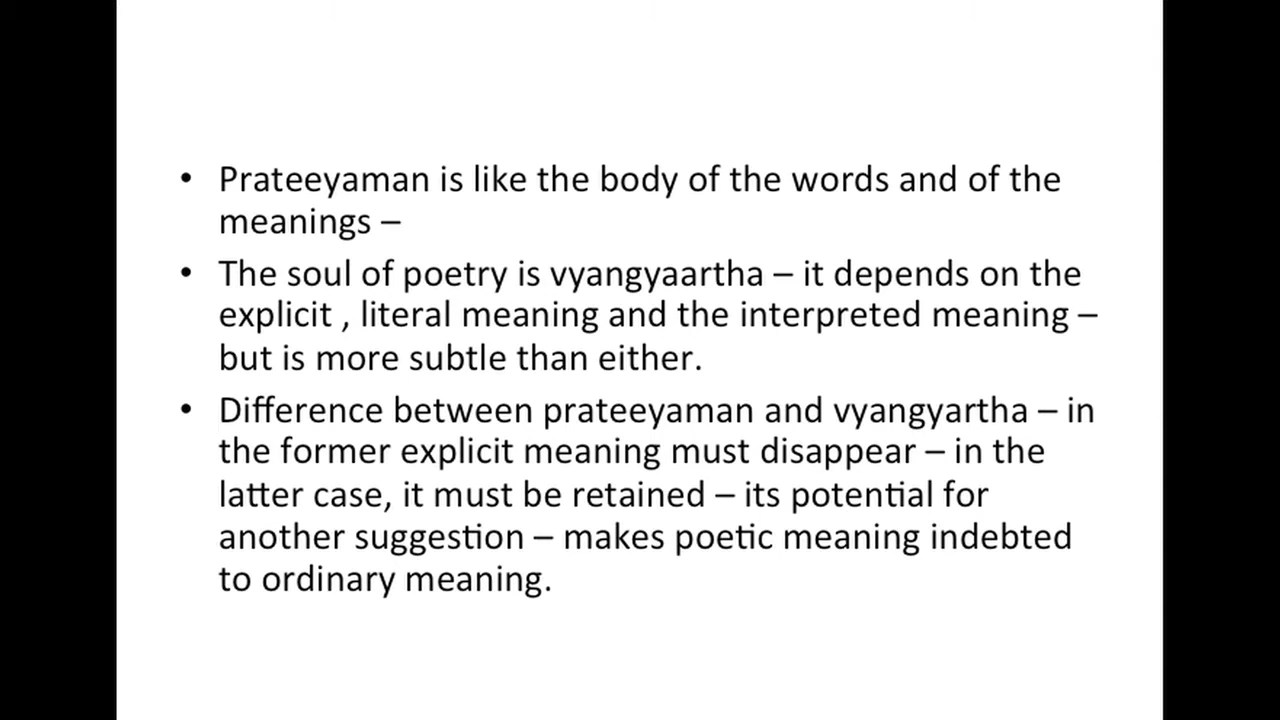 • Prateeyaman is like the body of the words and of the
meanings –
• The soul of poetry is vyangyaartha – it depends on the
explicit , literal meaning and the interpreted meaning –
but is more subtle than either.
• Difference between prateeyaman and vyangyartha – in
the former explicit meaning must disappear – in the
latter case, it must be retained – its potential for
another suggestion – makes poetic meaning indebted
to ordinary meaning.